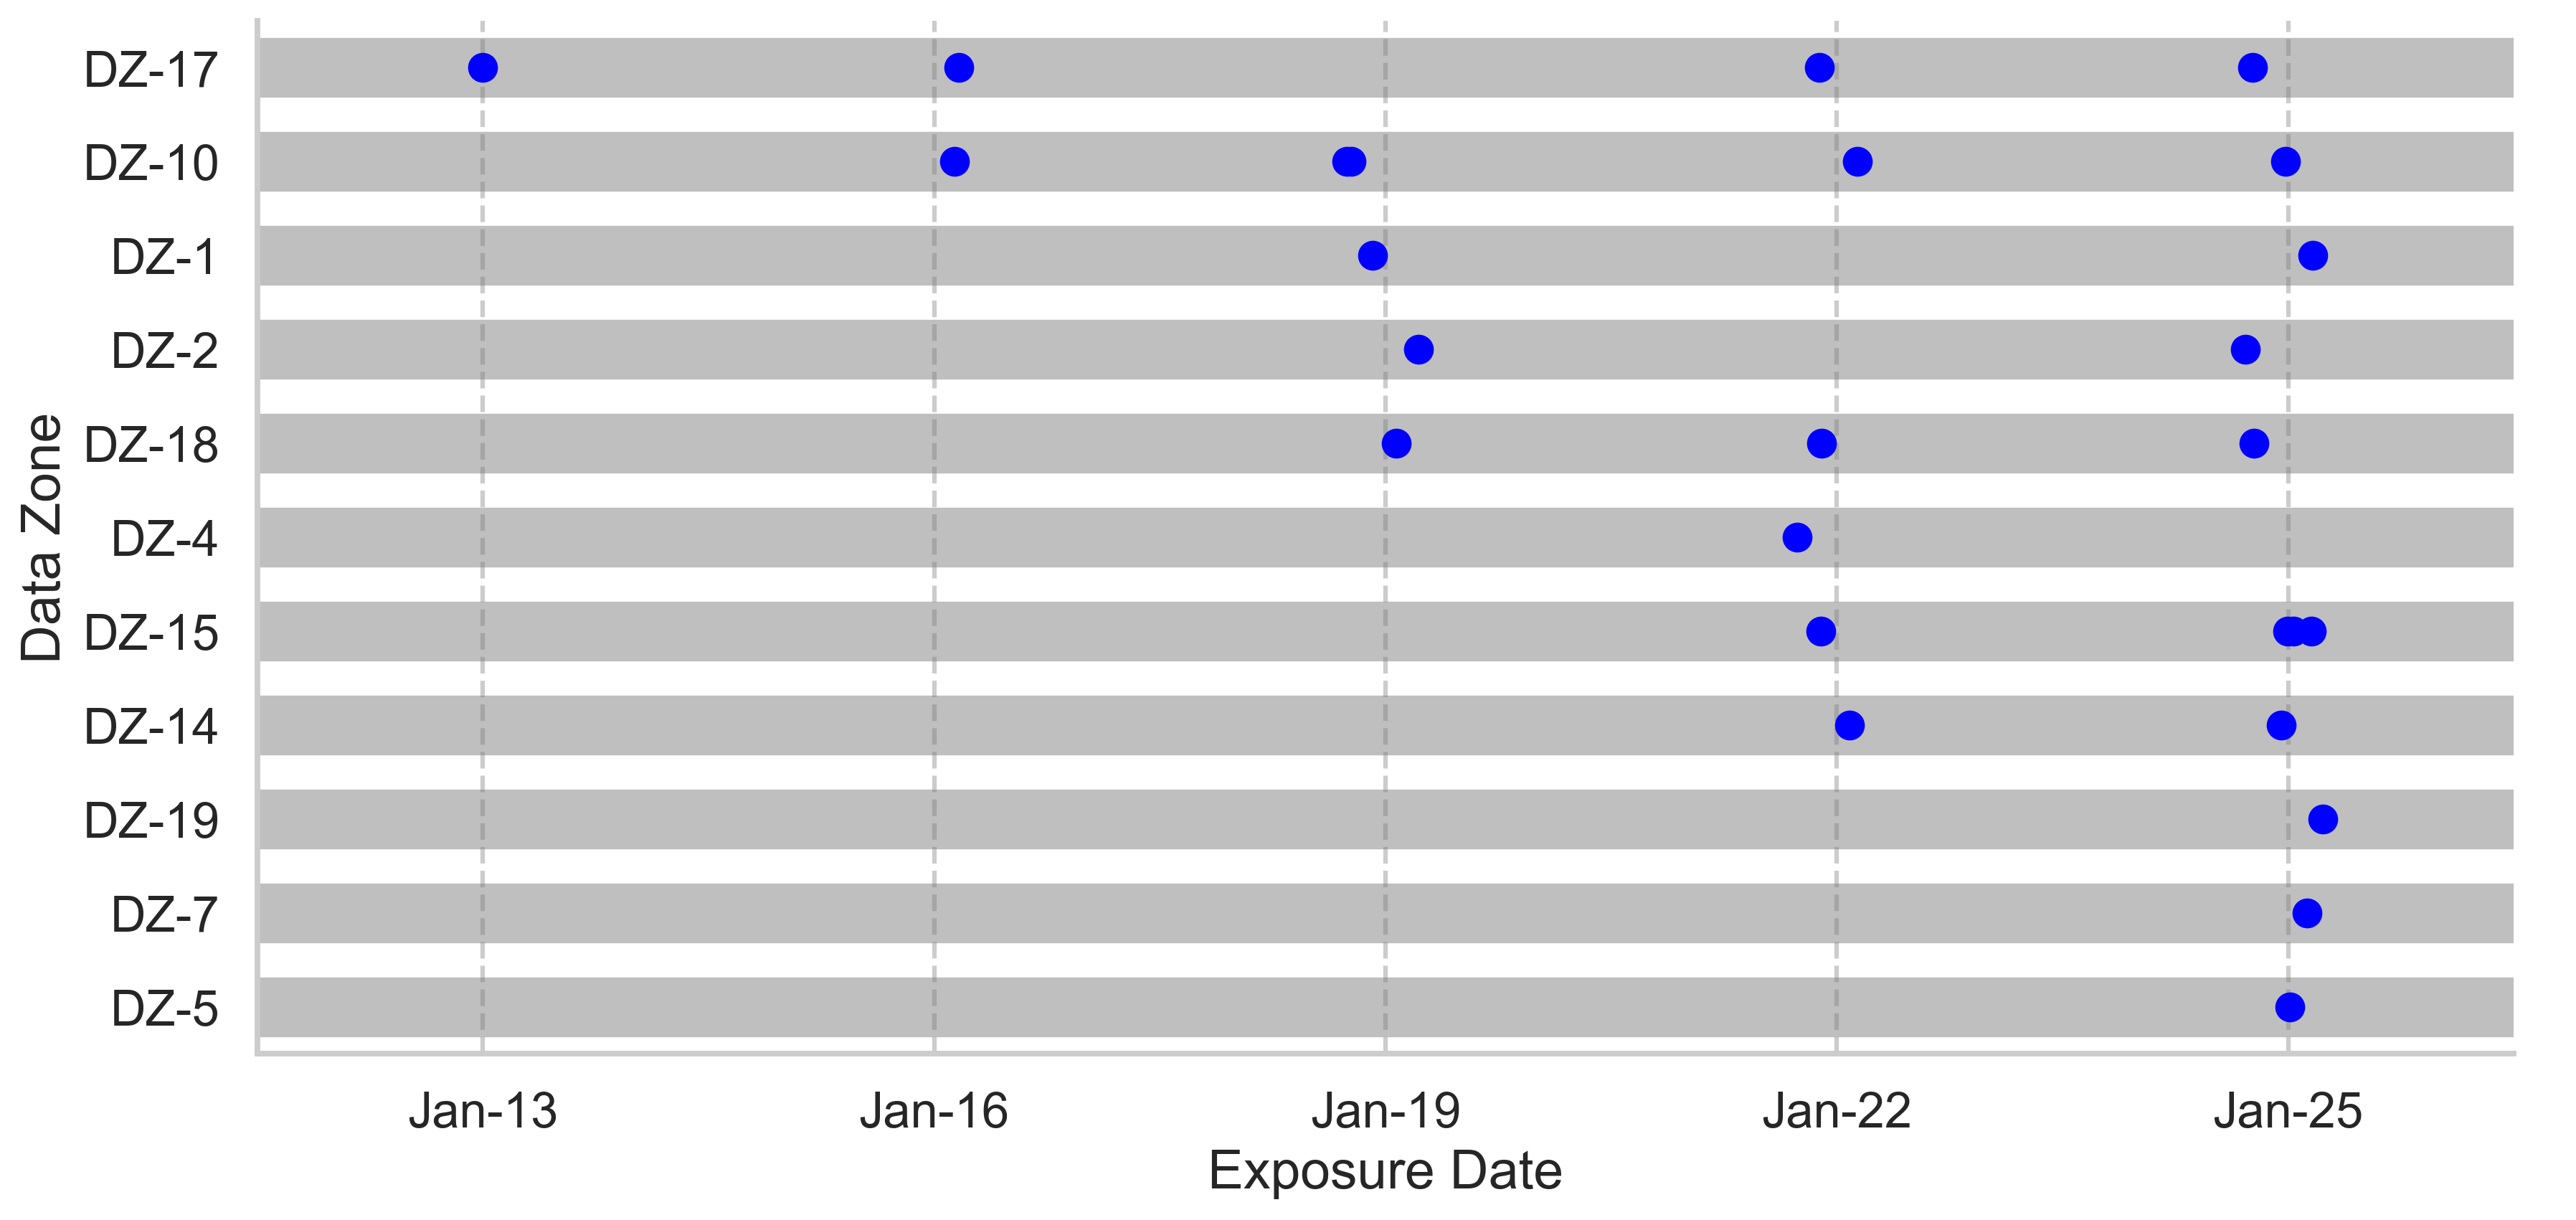 DZ-17
DZ-10
DZ-1
DZ-2
DZ-18
DZ-4
DZ-15
DZ-14
DZ-19
DZ-7
DZ-5
Data Zone
Jan-13 Jan-16 Jan-19 Jan-22 Jan-25
Exposure Date